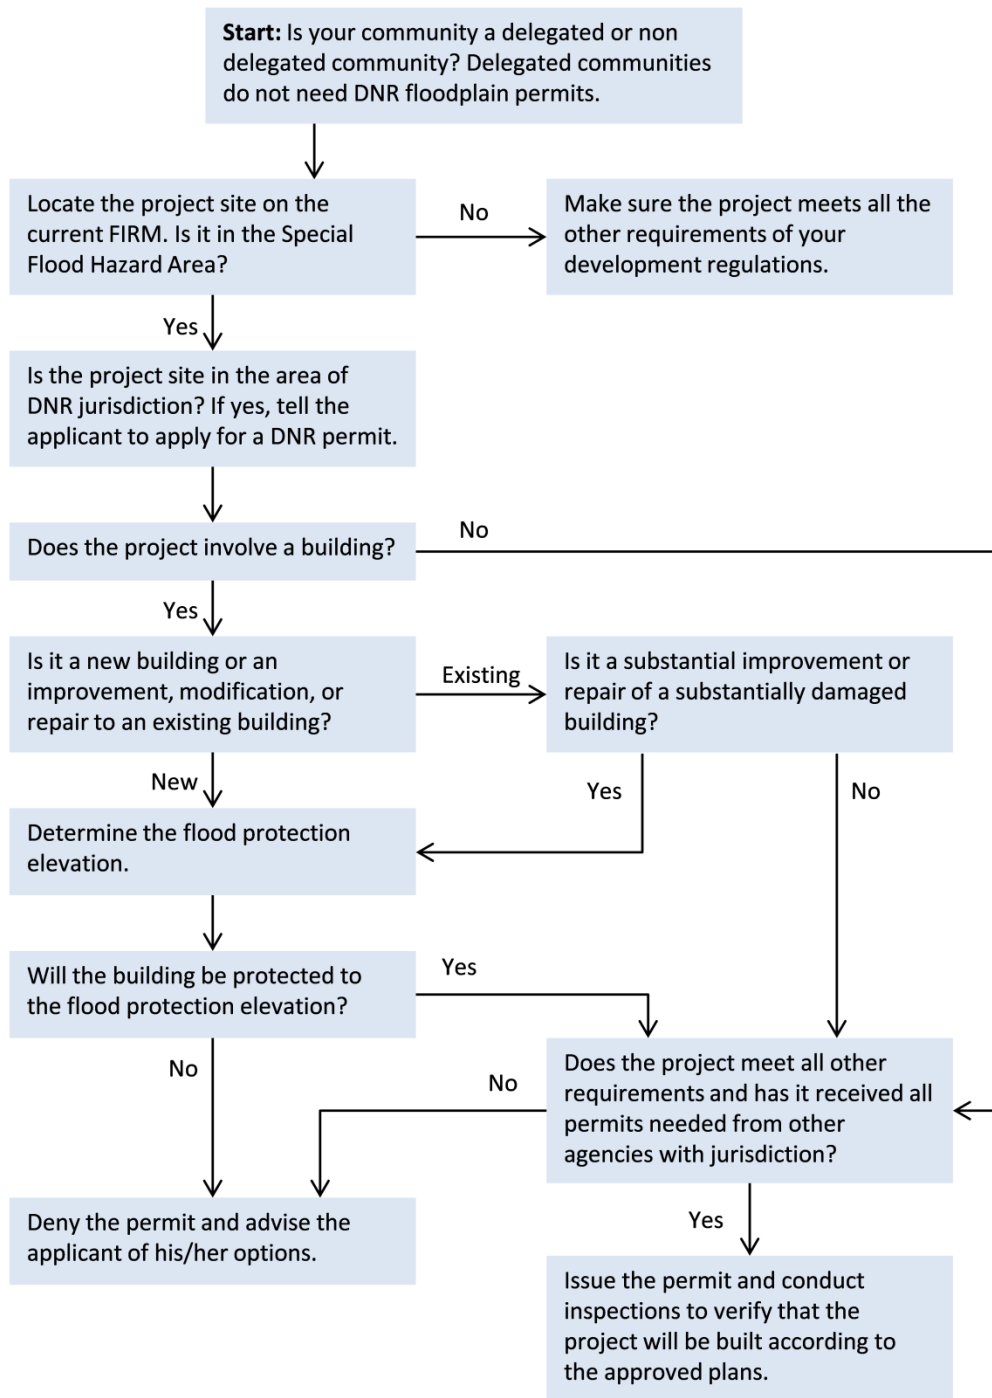 Start: Is your community a delegated or non
delegated community? Delegated communities
do not need DNR floodplain permits.
Locate the project site on the
current FIRM. Is it in the Special
Flood Hazard Area?
No
Make sure the project meets all the
other requirements of your
development regulations.
Yes
Is the project site in the area of
DNR jurisdiction? If yes, tell the
applicant to apply for a DNR permit.
Does the project involve a building?
No
Yes
Is it a new building or an
improvement, modification, or
repair to an existing building?
Existing
Is it a substantial improvement or
repair of a substantially damaged
building?
New
Yes
No
Determine the flood protection
elevation.
Will the building be protected to
the flood protection elevation?
Yes
No
No
Does the project meet all other
requirements and has it received all
permits needed from other
agencies with jurisdiction?
Deny the permit and advise the
applicant of his/her options.
Yes
Issue the permit and conduct
inspections to verify that the
project will be built according to
the approved plans.